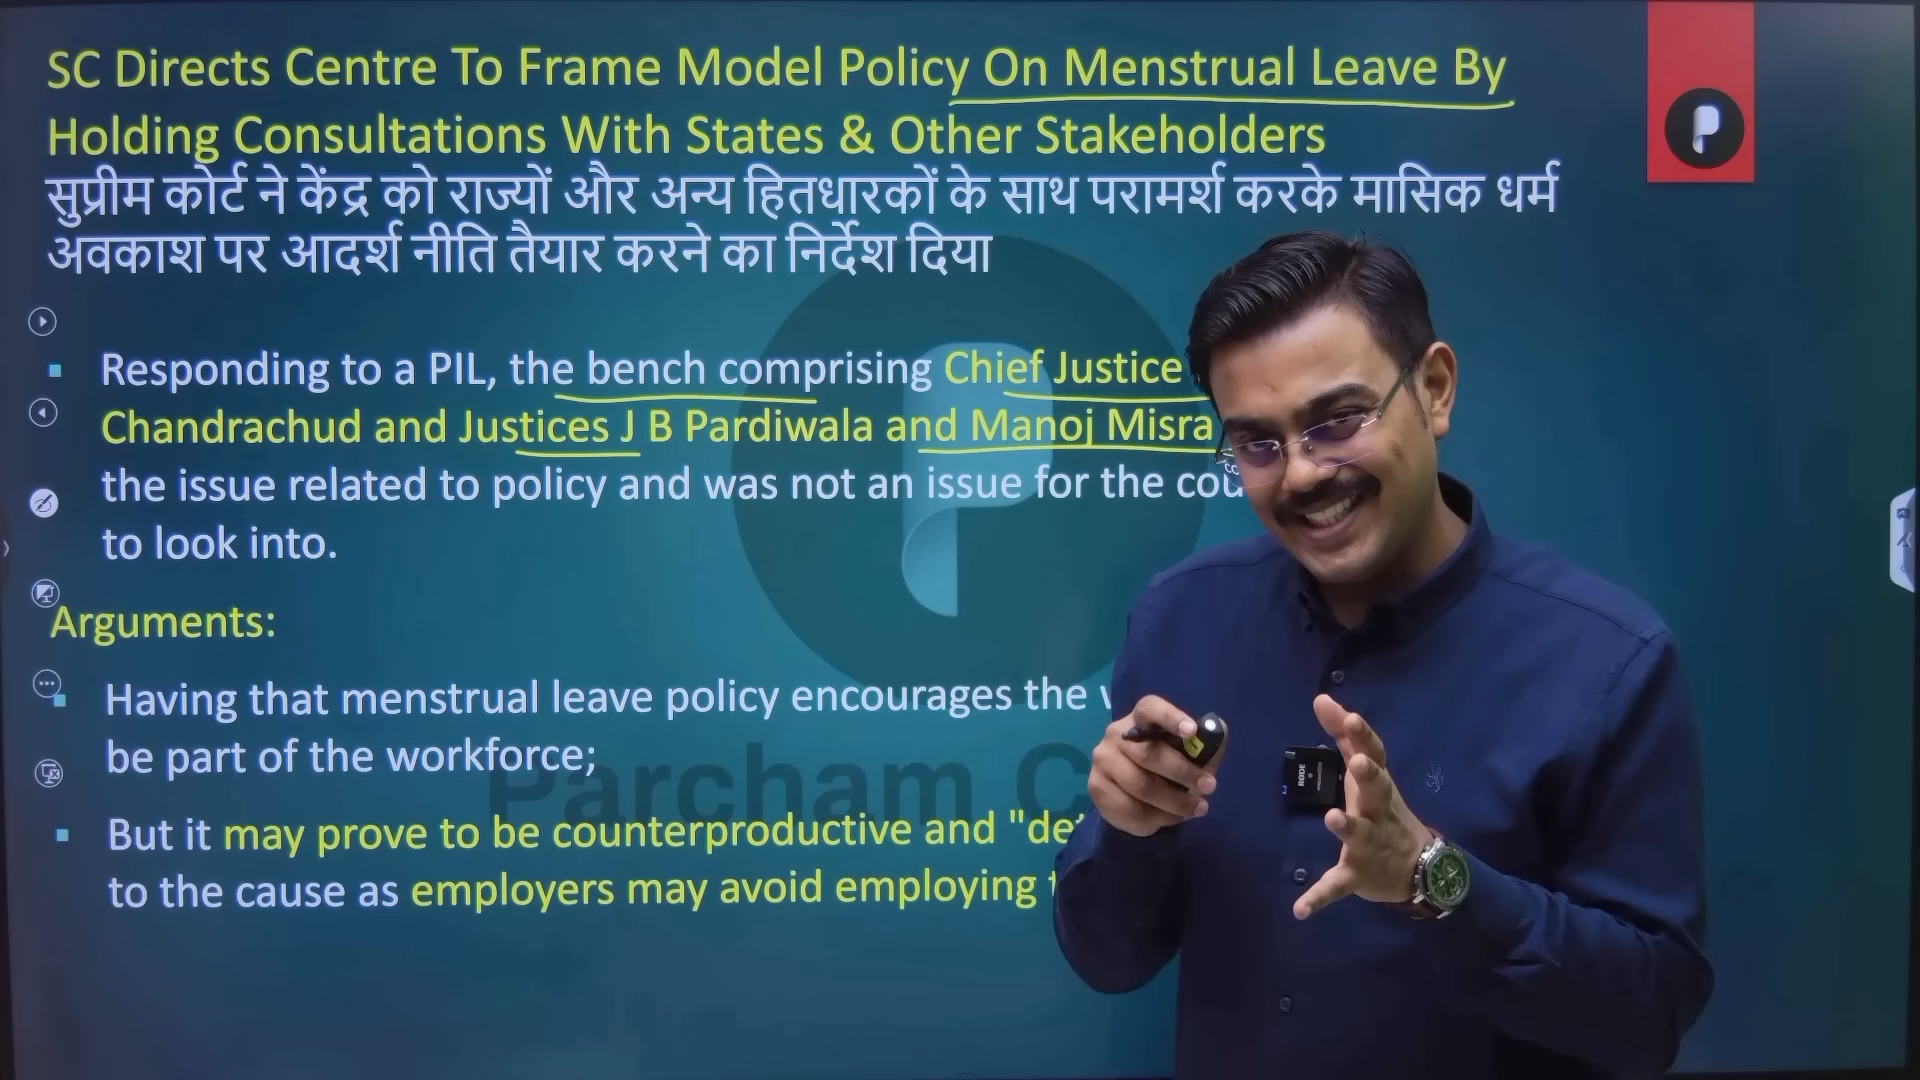 SC Directs Centre To Frame Model Policy On Menstrual Leave By
Holding Consultations With States & Other Stakeholders
सुप्रीम कोर्ट ने केंद्र को राज्यों और अन्य हितधारकों के साथ परामर्श करके मासिक धर्म
अवकाश पर आदर्श नीति तैयार करने का निर्देश दिया
Responding to a PIL, the bench comprising Chief Justice
Chandrachud and Justices J B Pardiwala and Manoj Misra
the issue related to policy and was not an issue for the
to look into.
Arguments:
Having that menstrual leave policy encourages the
be part of the workforce;
But it may prove to be counterproductive and
to the cause as employers may avoid employing
Parcham
RØDE